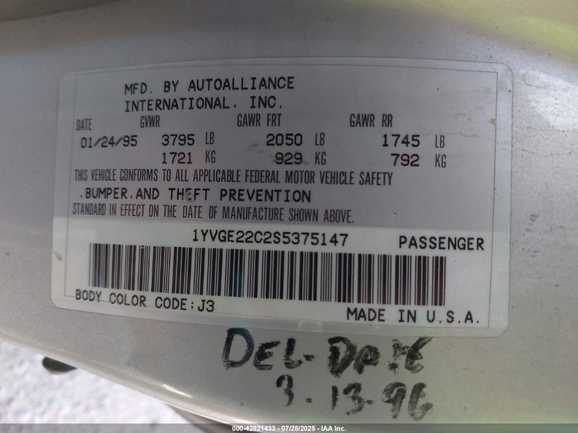 MFD. BY AUTOALLIANCE
INTERNATIONAL. INC.
DATE GVWR GAWR FRT GAWR RR
01/24/95 3795 LB 2050 LB 1745 LB
1721 KG 929 KG 792 KG
THIS VEHICLE CONFORMS TO ALL APPLICABLE FEDERAL MOTOR VEHICLE SAFETY
.BUMPER.AND THEFT PREVENTION
STANDARD IN EFFECT ON THE DATE OF MANUFACTURE SHOWN ABOVE.
1YVGE22C2S5375147 PASSENGER
BODY COLOR CODE:J3
MADE IN U.S.A.
DEL-DATE
3.13-96
000-42821433 - 07/25/2025 - IAA Inc.